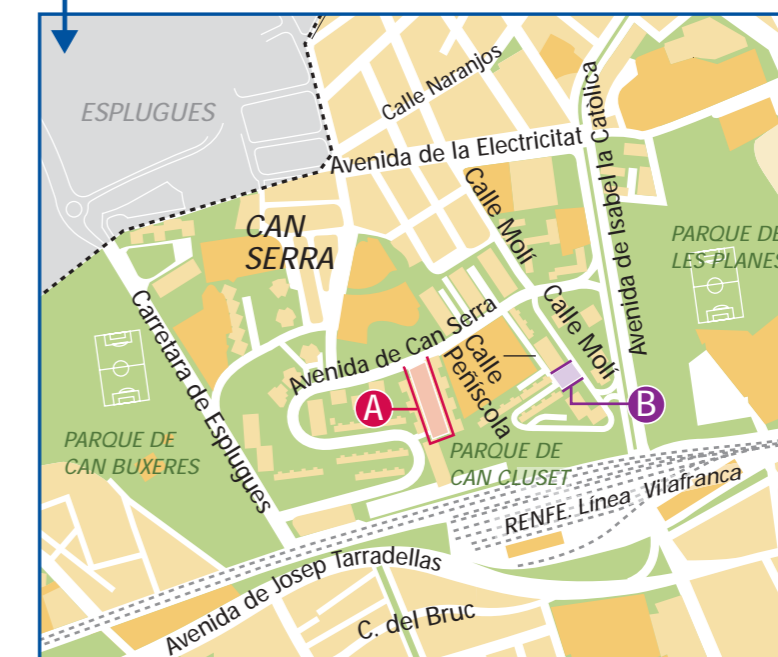 ESPLUGUES
Calle Naranjos
Avenida de la Electricitat
Avenida de Isabel la Catòlica
CAN
SERRA
Calle Molí
PARQUE DE
LES PLANES
Carretara de Esplugues
Avenida de Can Serra
Calle
Peñíscola
Calle Molí
A
B
PARQUE DE
CAN BUXERES
PARQUE DE
CAN CLUSET
RENFE. Línea Vilafranca
Avenida de Josep Tarradellas
C. del Bruc